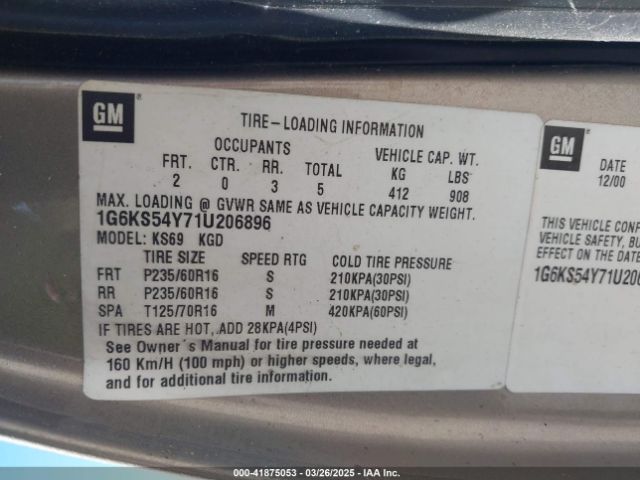 GM
TIRE-LOADING INFORMATION
OCCUPANTS VEHICLE CAP. WT.
FRT. CTR. RR. TOTAL KG LBS
2 0 3 5 412 908
MAX. LOADING @ GVWR SAME AS VEHICLE CAPACITY WEIGHT.
1G6KS54Y71U206896
MODEL: KS69 KGD
TIRE SIZE SPEED RTG COLD TIRE PRESSURE
FRT P235/60R16 S 210KPA(30PSI)
RR P235/60R16 S 210KPA(30PSI)
SPA T125/70R16 M 420KPA(60PSI)
IF TIRES ARE HOT, ADD 28KPA(4PSI)
See Owner's Manual for tire pressure needed at
160 Km/H (100 mph) or higher speeds, where legal,
and for additional tire information.
GM
DATE
12/00
THIS VEHICLE CONF
VEHICLE SAFETY, BU
EFFECT ON THE DATE
1G6KS54Y71U206
000-41875053 — 03/26/2025 — IAA Inc.